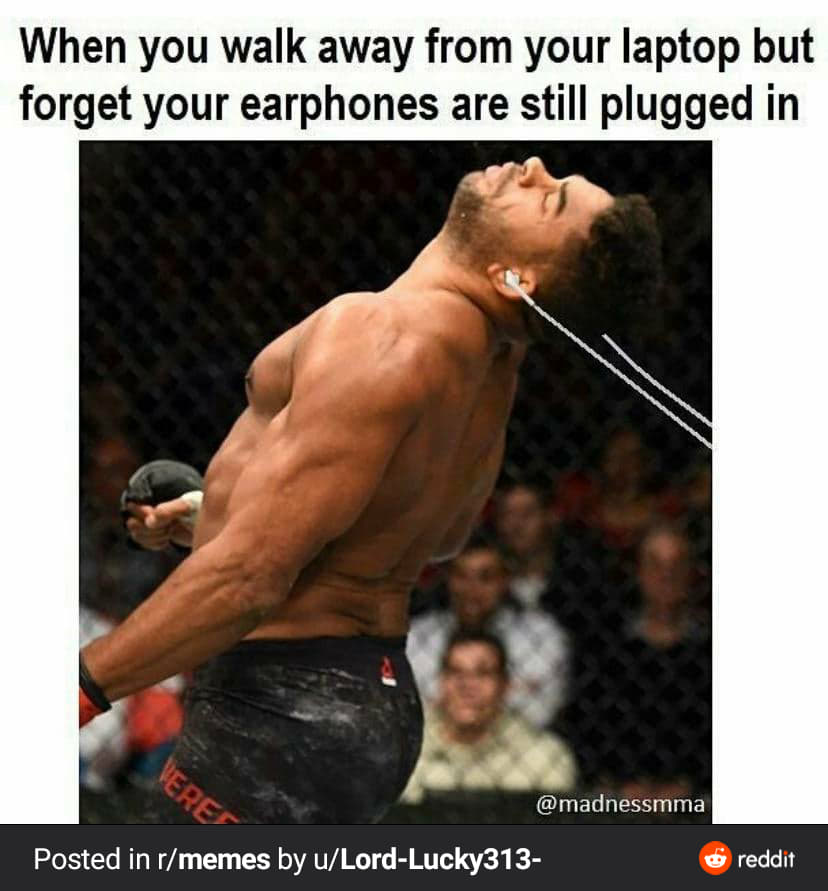 When you walk away from your laptop but
forget your earphones are still plugged in
@madnessmma
Posted in r/memes by u/Lord-Lucky313-
reddit